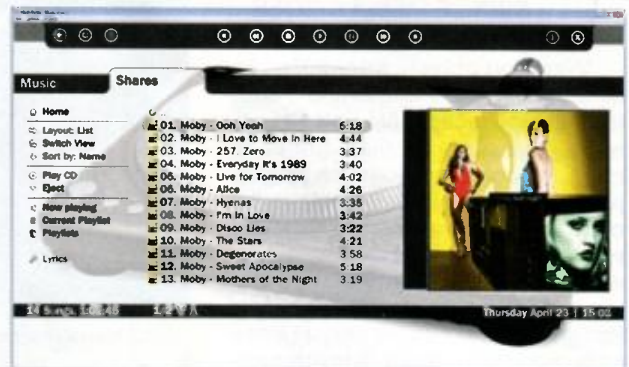 Music
Shares
Home
Layout: List
Switch View
Sort by: Name
Play CD
Eject
Now playing
Current Playlist
Playlists
Lyrics
..
01. Moby - Ooh Yeah 5:18
02. Moby - I Love to Move In Here 4:44
03. Moby - 257. Zero 3:37
04. Moby - Everyday It's 1989 3:40
05. Moby - Live for Tomorrow 4:02
06. Moby - Alice 4:26
07. Moby - Hyenas 3:35
08. Moby - I'm In Love 3:42
09. Moby - Disco Lies 3:22
10. Moby - The Stars 4:21
11. Moby - Degenerates 3:58
12. Moby - Sweet Apocalypse 5:18
13. Moby - Mothers of the Night 3:19
Thursday April 23 | 15:08